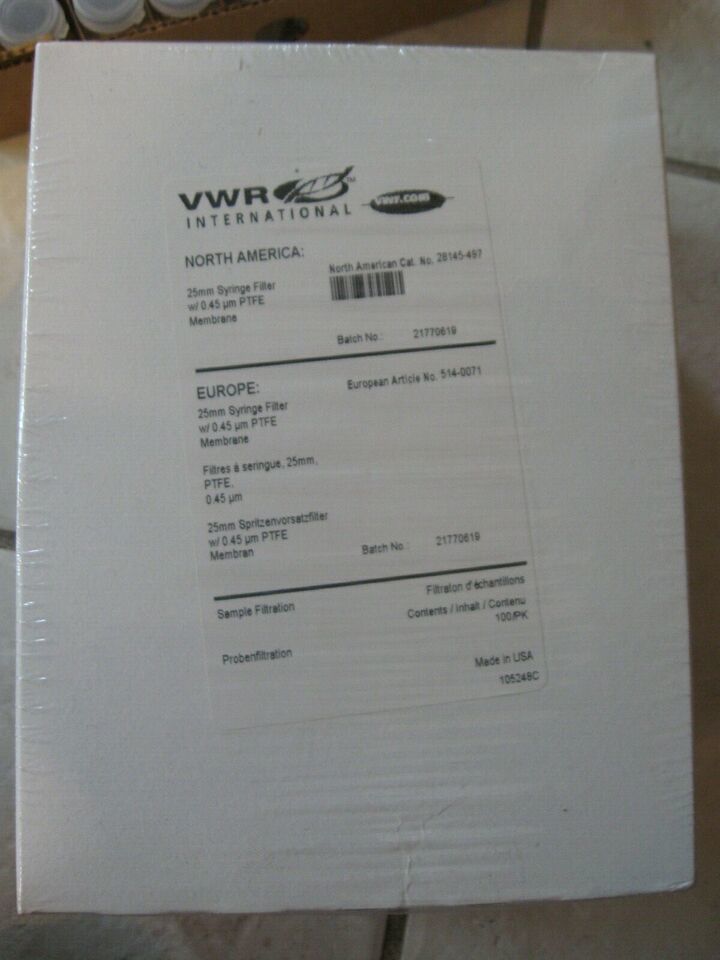 VWR
INTERNATIONAL
TM
vwr.com
NORTH AMERICA:
North American Cat. No. 28145-497
25mm Syringe Filter
w/ 0.45 µm PTFE
Membrane
Batch No.: 21770619
EUROPE:
European Article No. 514-0071
25mm Syringe Filter
w/ 0.45 µm PTFE
Membrane
Filtres à seringue, 25mm,
PTFE,
0.45 µm
25mm Spritzenvorsatzfilter
w/ 0.45 µm PTFE
Membran
Batch No.: 21770619
Sample Filtration
Filtraton d'échantillons
Contents / Inhalt / Contenu
100/PK
Probenfiltration
Made in USA
105248C